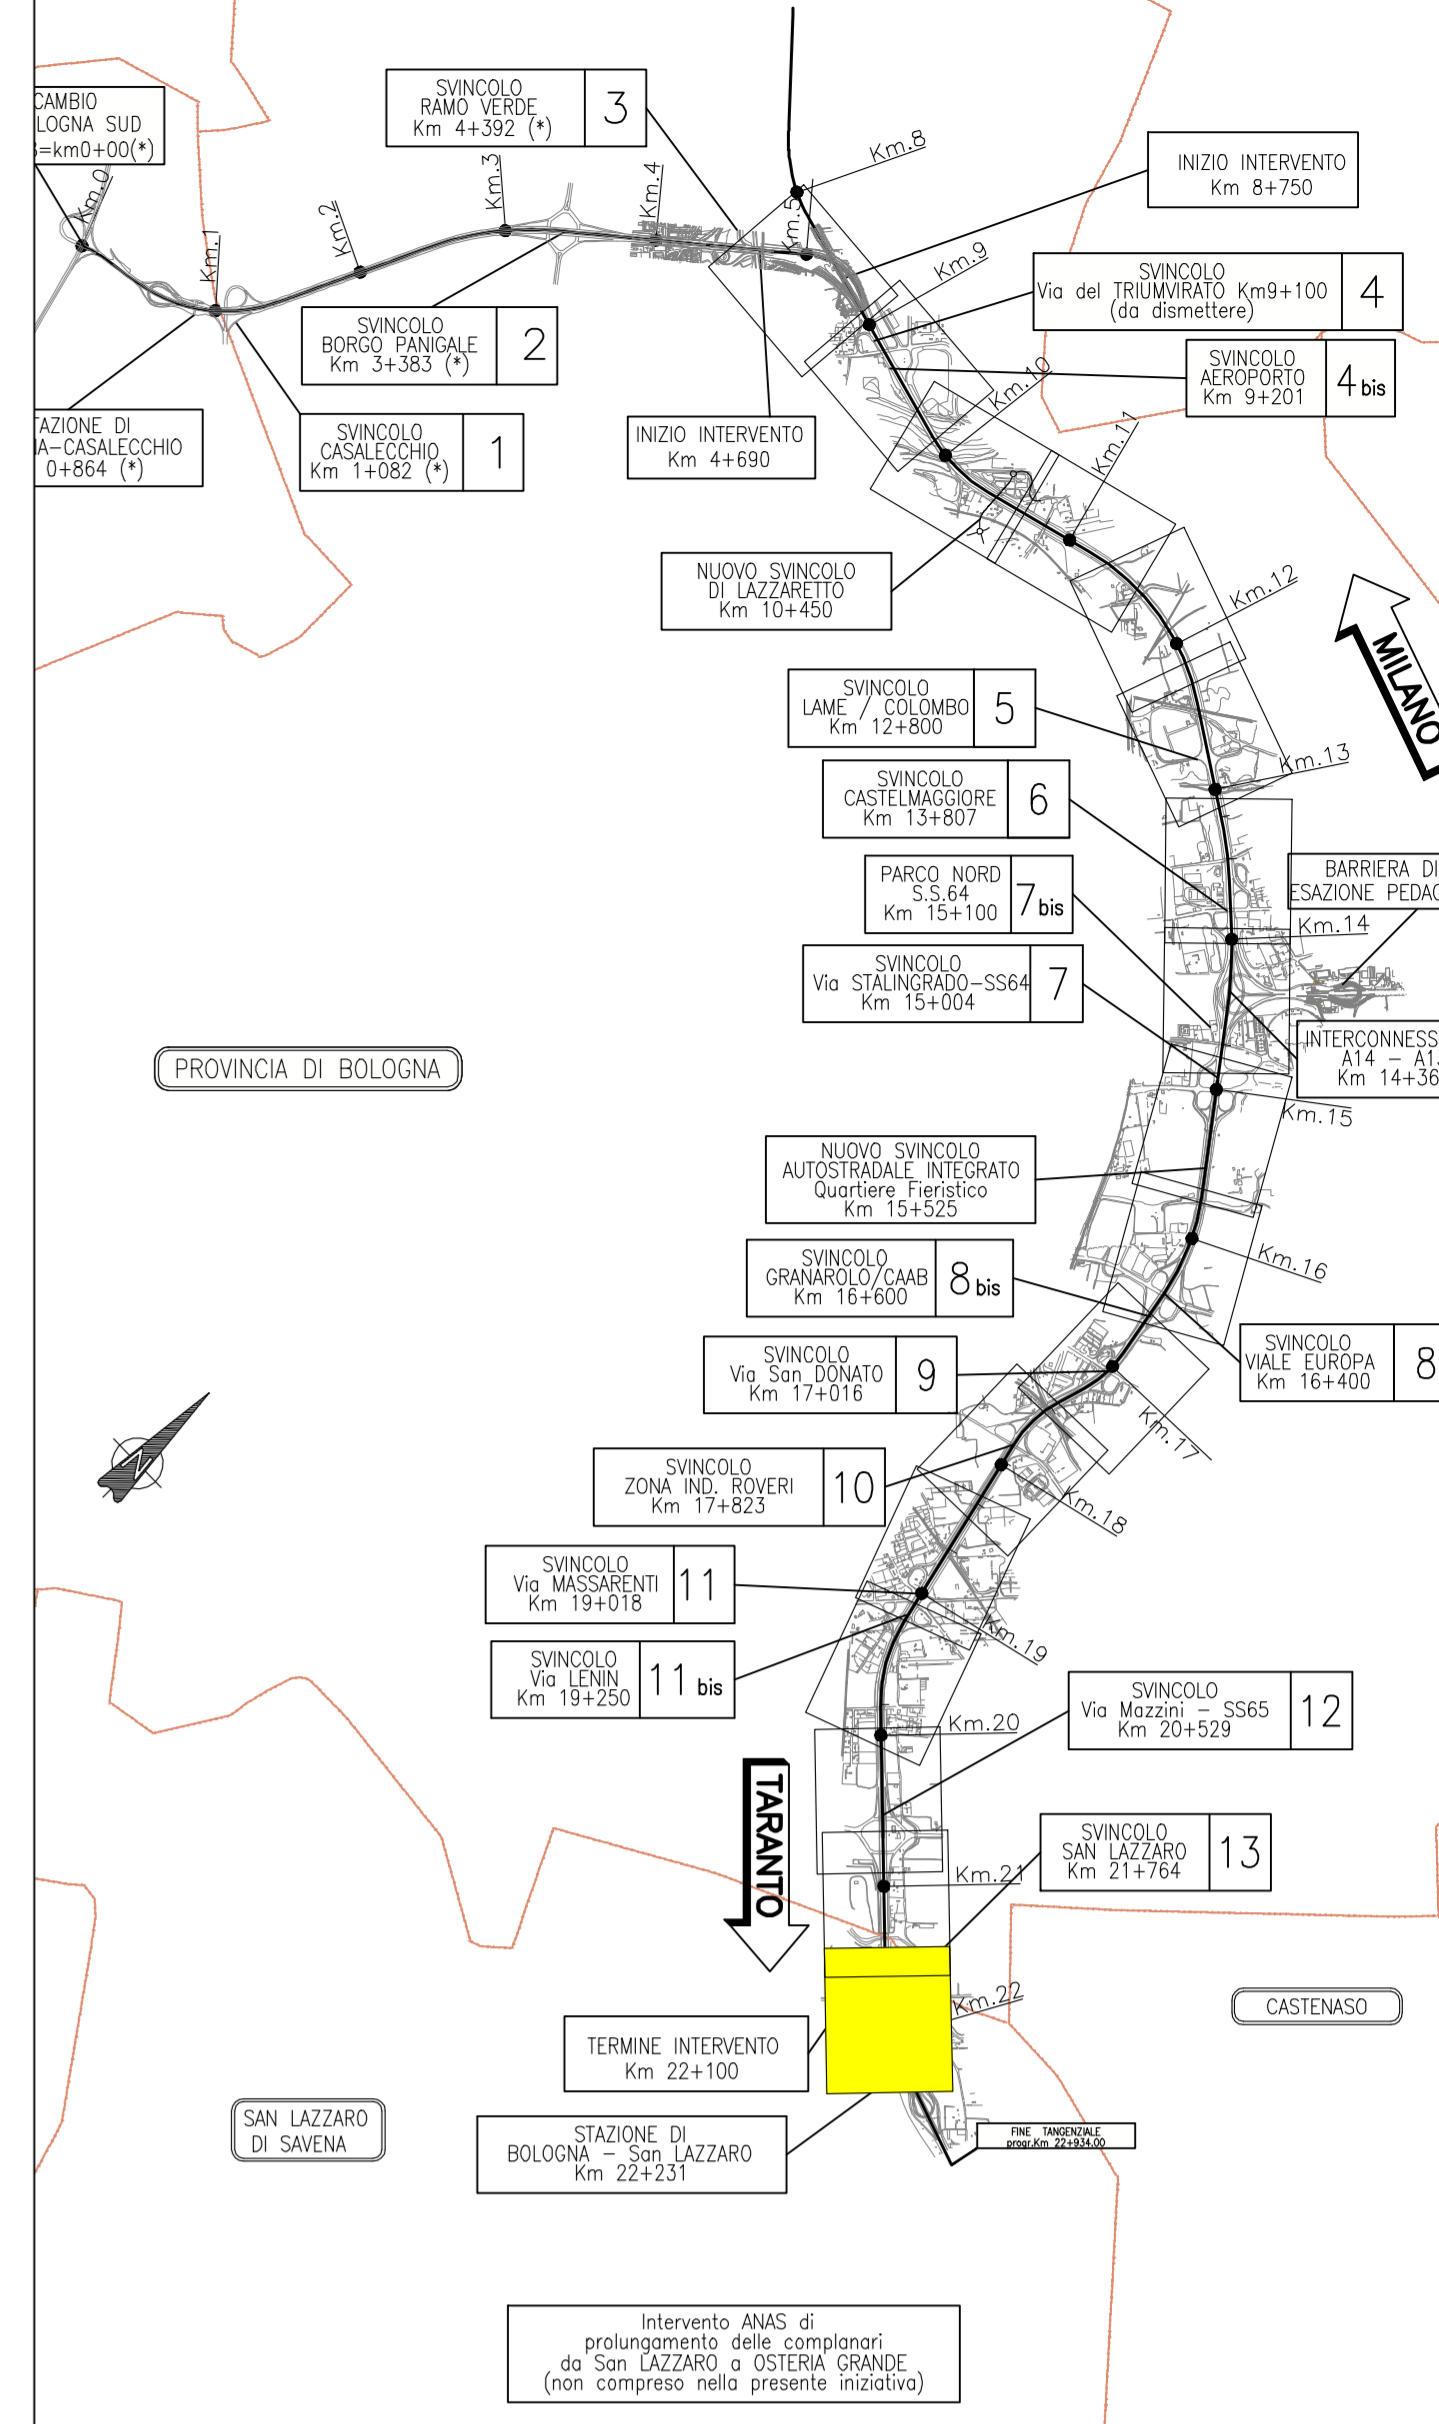 CAMBIO
LOGNA SUD
=km0+00(*)
SVINCOLO
RAMO VERDE
Km 4+392 (*)
3
Km.0
Km.1
Km.2
Km.3
Km.4
Km.5
Km.8
INIZIO INTERVENTO
Km 8+750
Km.9
SVINCOLO
Via del TRIUMVIRATO Km9+100
(da dismettere)
4
SVINCOLO
BORGO PANIGALE
Km 3+383 (*)
2
SVINCOLO
AEROPORTO
Km 9+201
4 bis
TAZIONE DI
A-CASALECCHIO
0+864 (*)
SVINCOLO
CASALECCHIO
Km 1+082 (*)
1
INIZIO INTERVENTO
Km 4+690
Km.10
Km.11
NUOVO SVINCOLO
DI LAZZARETTO
Km 10+450
Km.12
MILANO
SVINCOLO
LAME / COLOMBO
Km 12+800
5
Km.13
SVINCOLO
CASTELMAGGIORE
Km 13+807
6
BARRIERA DI
ESAZIONE PEDAG
PARCO NORD
S.S.64
Km 15+100
7 bis
Km.14
SVINCOLO
Via STALINGRADO-SS64
Km 15+004
7
INTERCONNESS
A14 - A1
Km 14+36
PROVINCIA DI BOLOGNA
Km.15
NUOVO SVINCOLO
AUTOSTRADALE INTEGRATO
Quartiere Fieristico
Km 15+525
Km.16
SVINCOLO
GRANAROLO/CAAB
Km 16+600
8 bis
SVINCOLO
VIALE EUROPA
Km 16+400
8
SVINCOLO
Via San DONATO
Km 17+016
9
Km.17
N
SVINCOLO
ZONA IND. ROVERI
Km 17+823
10
Km.18
SVINCOLO
Via MASSARENTI
Km 19+018
11
Km.19
SVINCOLO
Via LENIN
Km 19+250
11 bis
SVINCOLO
Via Mazzini - SS65
Km 20+529
12
Km.20
TARANTO
SVINCOLO
SAN LAZZARO
Km 21+764
13
Km.21
Km.22
CASTENASO
TERMINE INTERVENTO
Km 22+100
SAN LAZZARO
DI SAVENA
STAZIONE DI
BOLOGNA - San LAZZARO
Km 22+231
FINE TANGENZIALE
progr.Km 22+934.00
Intervento ANAS di
prolungamento delle complanari
da San LAZZARO a OSTERIA GRANDE
(non compreso nella presente iniziativa)